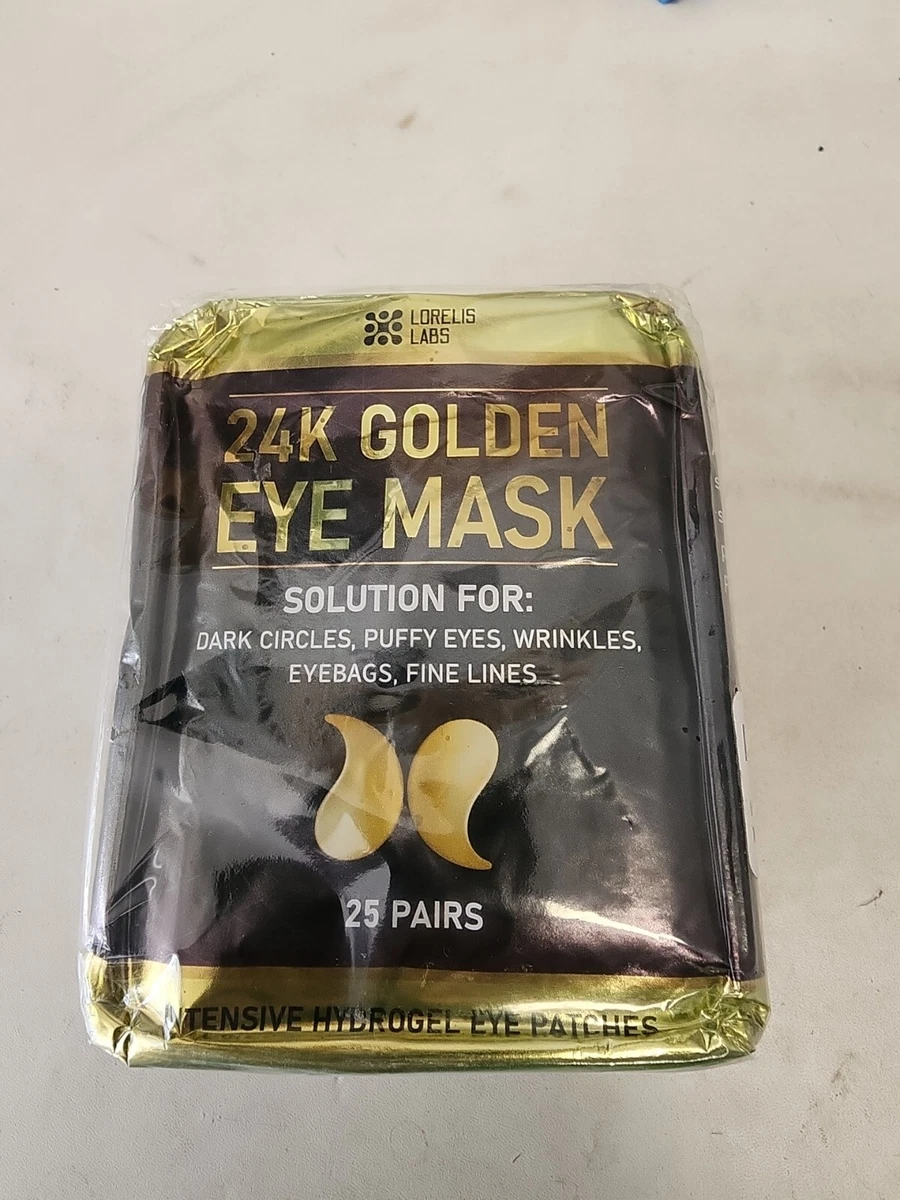 LORELIS
LABS
24K GOLDEN
EYE MASK
SOLUTION FOR:
DARK CIRCLES, PUFFY EYES, WRINKLES,
EYEBAGS, FINE LINES
25 PAIRS
INTENSIVE HYDROGEL EYE PATCHES